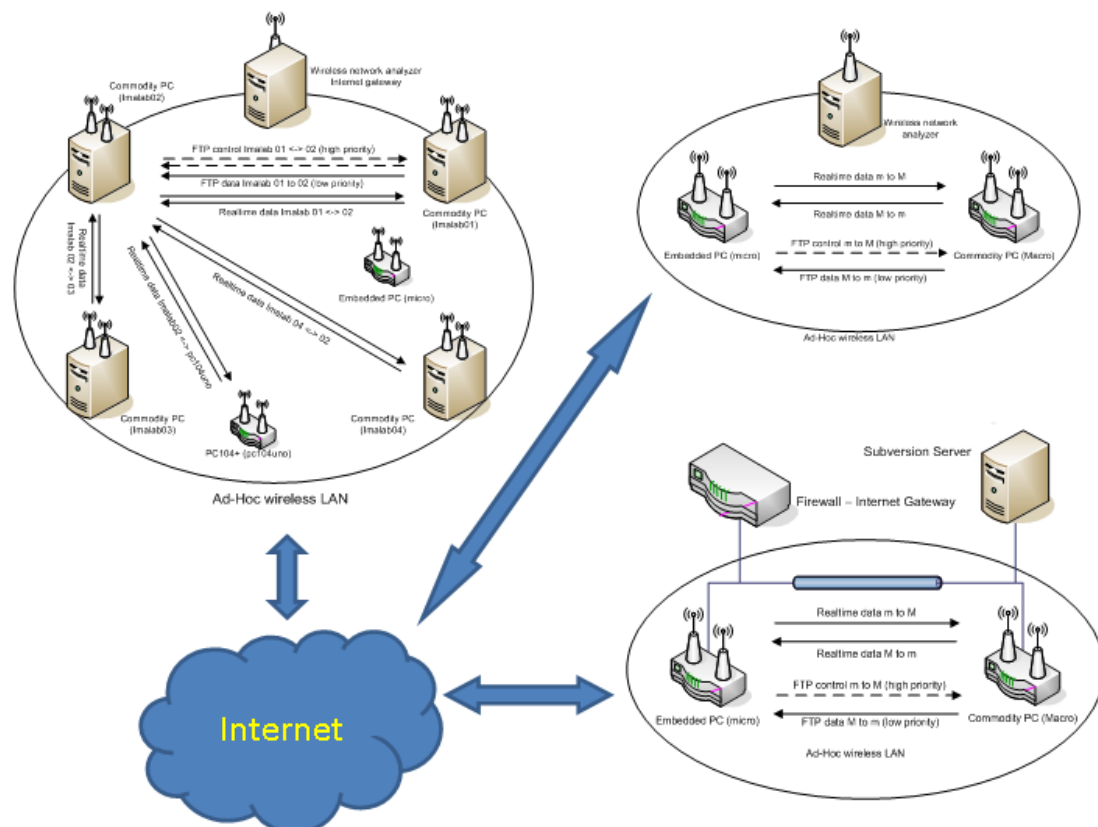 Commodity PC
(lmalab02)
Wireless network analyzer
Internet gateway
FTP control lmalab 01 <-> 02 (high priority)
FTP data lmalab 01 to 02 (low priority)
Realtime data lmalab 01 <-> 02
Commodity PC
(lmalab01)
Realtime data
lmalab 02 <-> 03
Realtime data lmalab02 <-> pc104uno
Realtime data lmalab 04 <-> 02
Embedded PC (micro)
Commodity PC
(lmalab03)
PC104+ (pc104uno)
Commodity PC
(lmalab04)
Ad-Hoc wireless LAN
Wireless network
analyzer
Realtime data m to M
Realtime data M to m
Embedded PC (micro)
FTP control m to M (high priority)
Commodity PC (Macro)
FTP data M to m (low priority)
Ad-Hoc wireless LAN
Subversion Server
Firewall – Internet Gateway
Realtime data m to M
Realtime data M to m
FTP control m to M (high priority)
Embedded PC (micro)
FTP data M to m (low priority)
Commodity PC (Macro)
Ad-Hoc wireless LAN
Internet